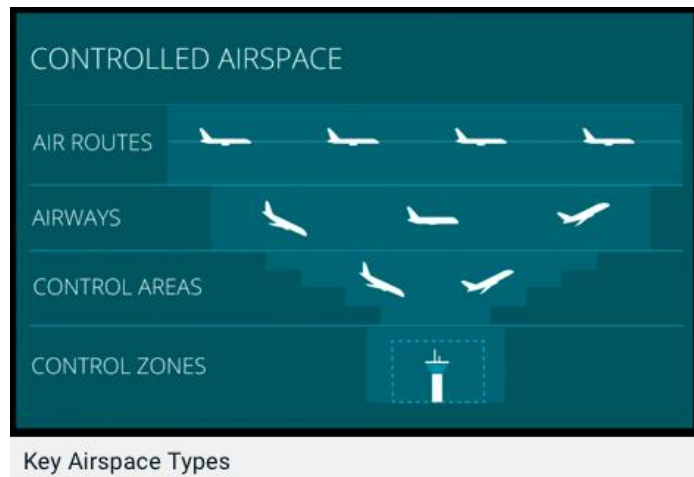 CONTROLLED AIRSPACE
AIR ROUTES
AIRWAYS
CONTROL AREAS
CONTROL ZONES
Key Airspace Types